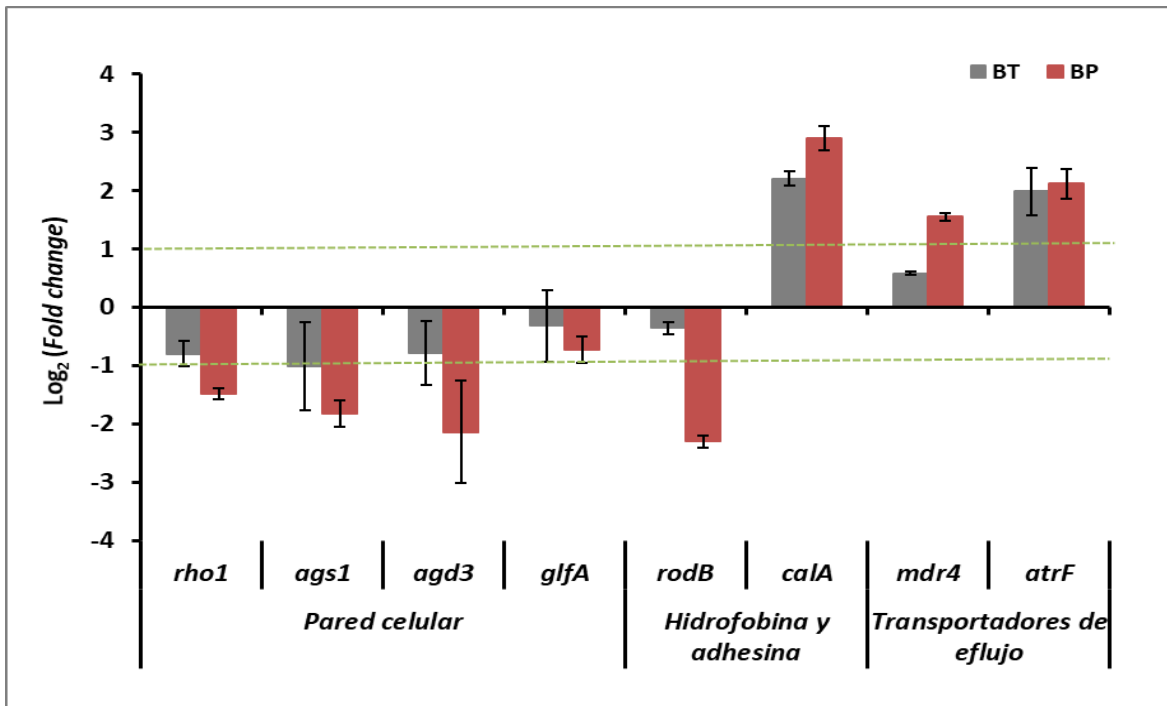 BT BP
Log2 (Fold change)
4
3
2
1
0
-1
-2
-3
-4
rho1 ags1 agd3 glfA rodB calA mdr4 atrF
Pared celular
Hidrofobina y
adhesina
Transportadores de
eflujo